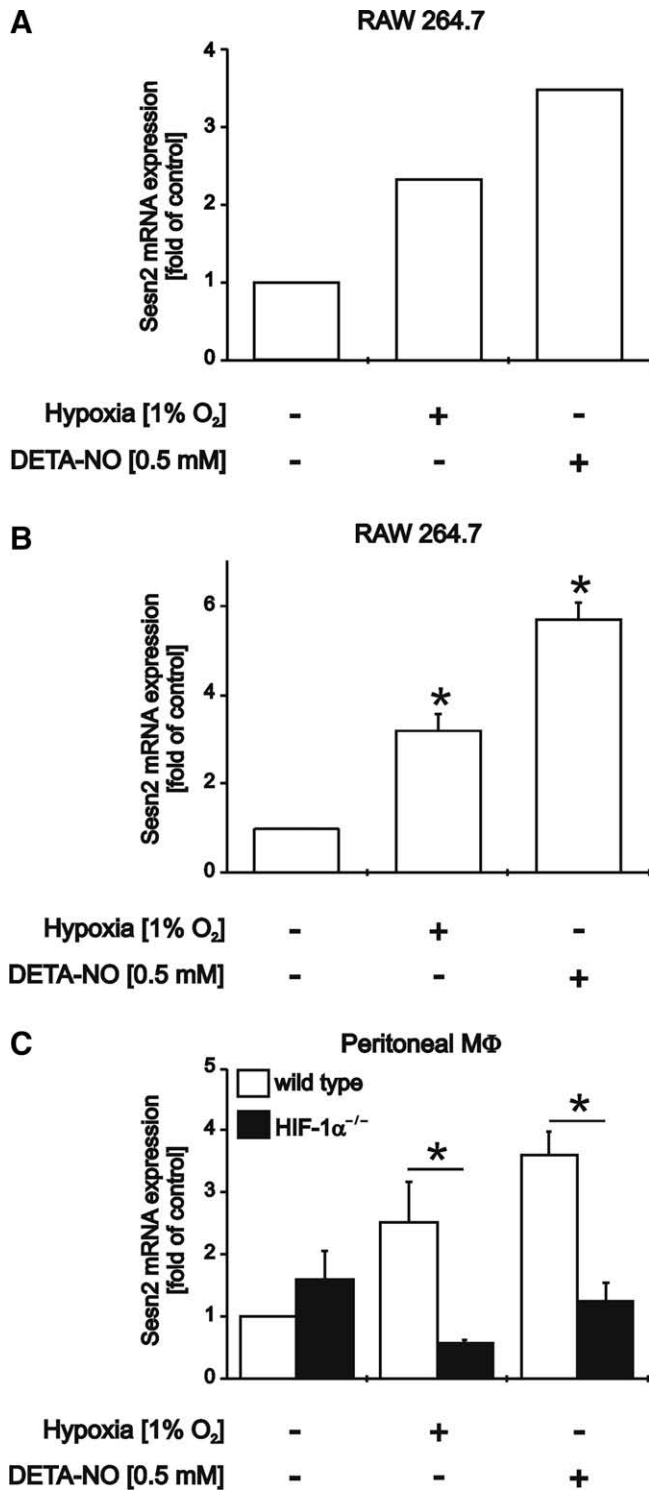 A
RAW 264.7
Sesn2 mRNA expression
[fold of control]
4
3
2
1
0
Hypoxia [1% O₂] - + -
DETA-NO [0.5 mM] - - +
B
RAW 264.7
Sesn2 mRNA expression
[fold of control]
6
4
2
0
*
*
Hypoxia [1% O₂] - + -
DETA-NO [0.5 mM] - - +
C
Peritoneal MΦ
Sesn2 mRNA expression
[fold of control]
5
4
3
2
1
0
wild type
HIF-1α⁻/⁻
*
*
Hypoxia [1% O₂] - + -
DETA-NO [0.5 mM] - - +